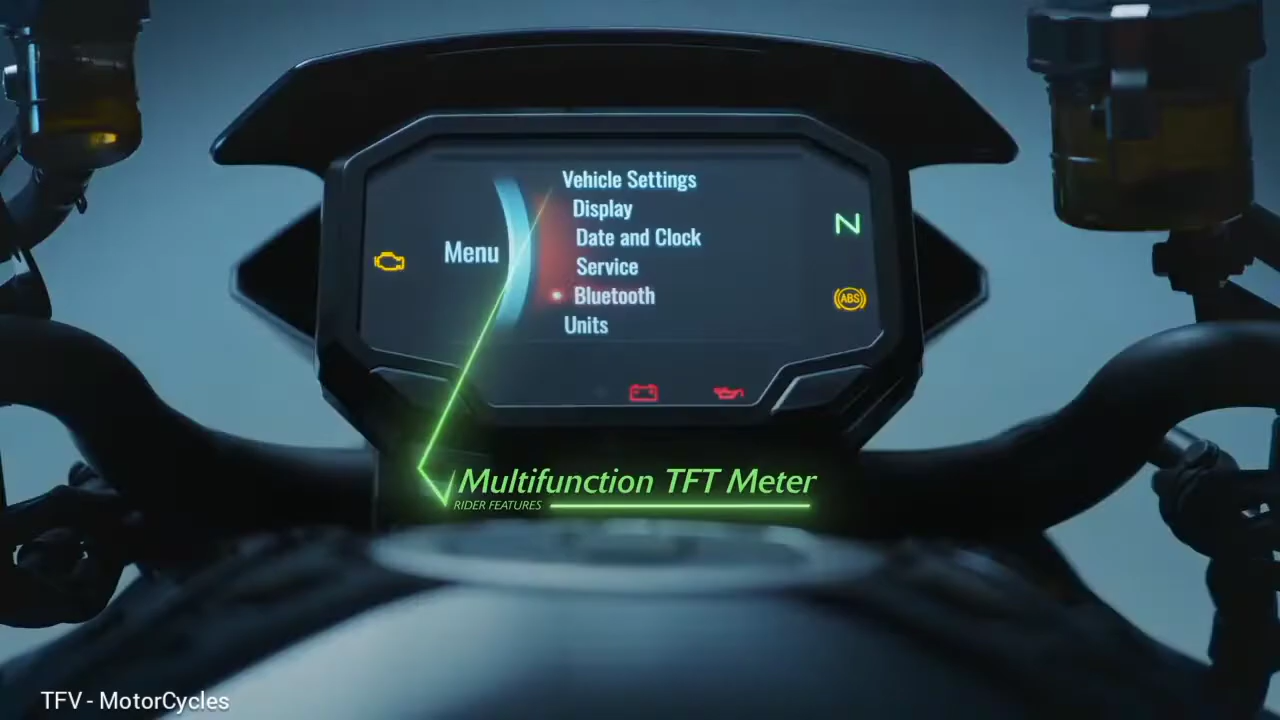 Vehicle Settings
Display
Date and Clock
Menu
Service
Bluetooth
Units
N
ABS
Multifunction TFT Meter
RIDER FEATURES
TFV - MotorCycles